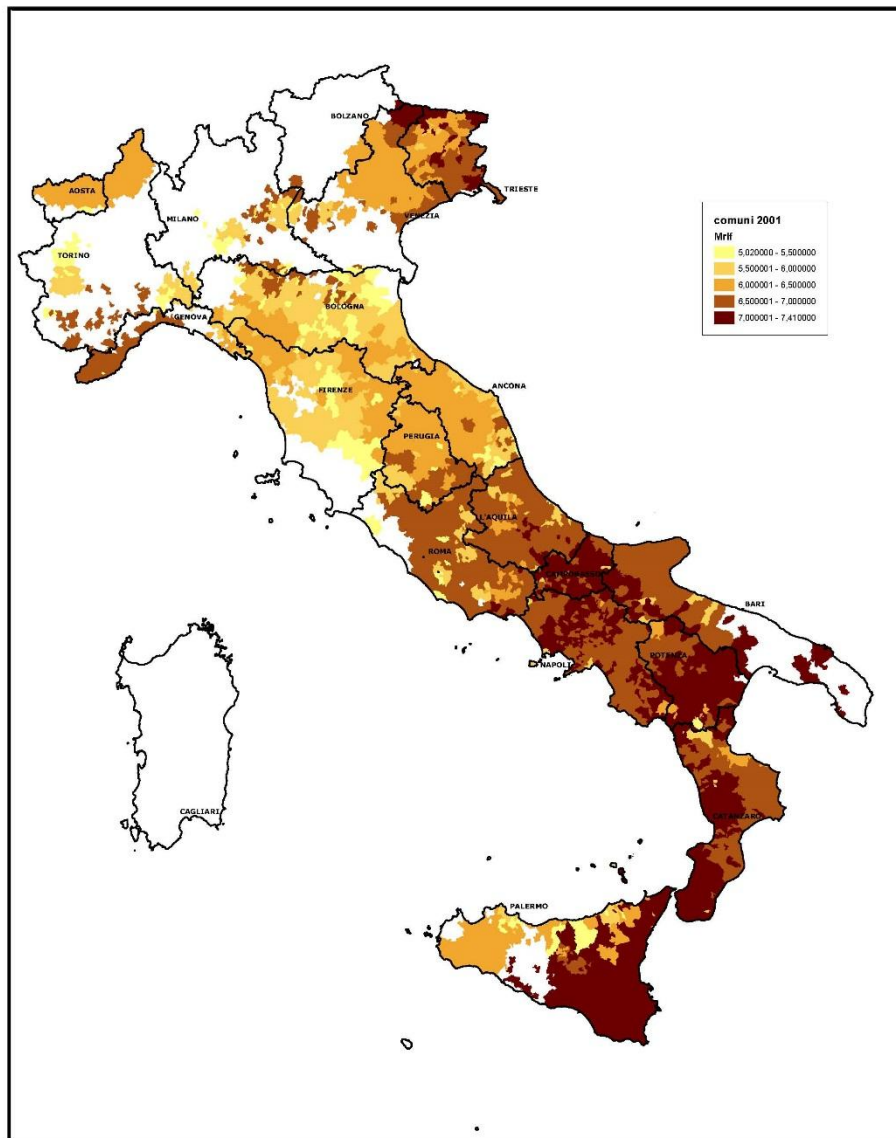 BOLZANO
AOSTA
TRIESTE
MILANO
VENEZIA
TORINO
comuni 2001
Mrif
5,020000 - 5,500000
5,500001 - 6,000000
6,000001 - 6,500000
6,500001 - 7,000000
7,000001 - 7,410000
BOLOGNA
GENOVA
FIRENZE
ANCONA
PERUGIA
L'AQUILA
ROMA
BARI
NAPOLI
POTENZA
CAGLIARI
CATANZARO
PALERMO